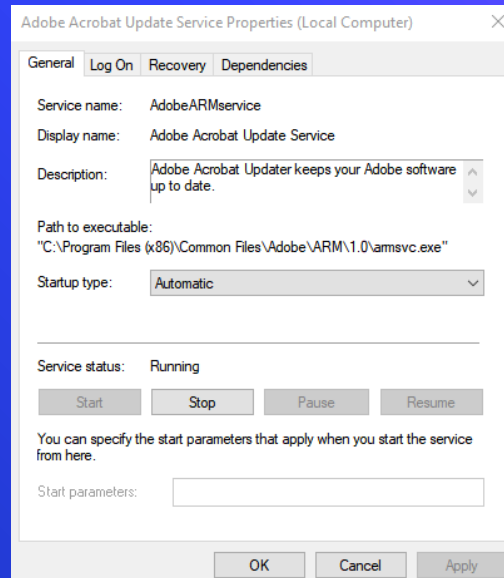 Adobe Acrobat Update Service Properties (Local Computer)
General Log On Recovery Dependencies
Service name: AdobeARMservice
Display name: Adobe Acrobat Update Service
Description: Adobe Acrobat Updater keeps your Adobe software
up to date.
Path to executable:
"C:\Program Files (x86)\Common Files\Adobe\ARM\1.0\armsvc.exe"
Startup type: Automatic
Service status: Running
Start Stop Pause Resume
You can specify the start parameters that apply when you start the service
from here.
Start parameters:
OK Cancel Apply